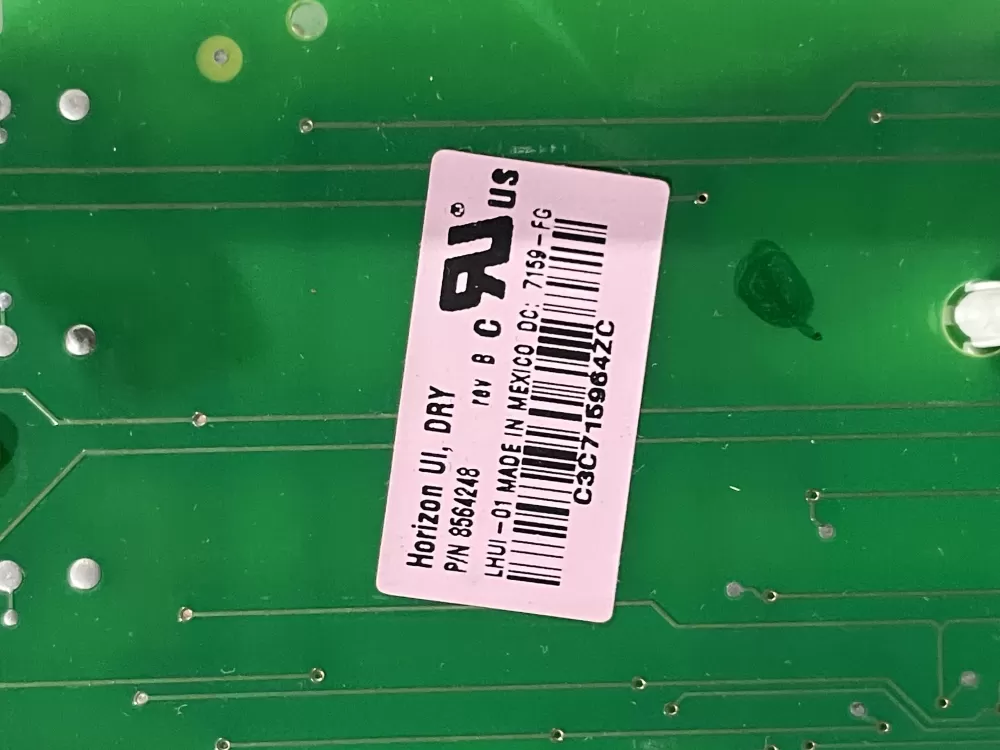 Horizon UI, DRY
P/N 8564248 rev B
LHUI-01 MADE IN MEXICO DC: 7159-FG
C US ®
C3C715964ZC